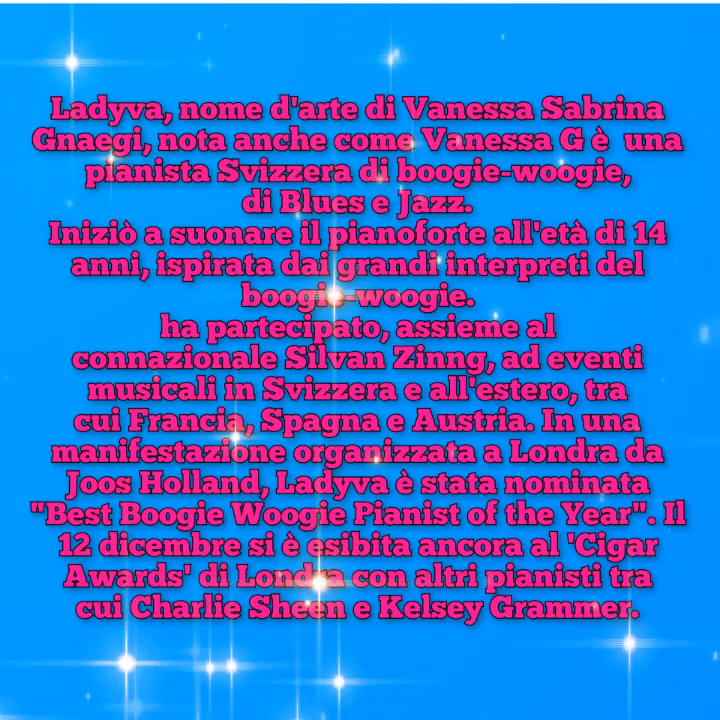 Ladyva, nome d'arte di Vanessa Sabrina
Gnaegi, nota anche come Vanessa G è  una
pianista Svizzera di boogie-woogie,
di Blues e Jazz.
Iniziò a suonare il pianoforte all'età di 14
anni, ispirata dai grandi interpreti del
boogie-woogie.
ha partecipato, assieme al
connazionale Silvan Zinng, ad eventi
musicali in Svizzera e all'estero, tra
cui Francia, Spagna e Austria. In una
manifestazione organizzata a Londra da
Joos Holland, Ladyva è stata nominata
"Best Boogie Woogie Pianist of the Year". Il
12 dicembre si è esibita ancora al 'Cigar
Awards' di Londra con altri pianisti tra
cui Charlie Sheen e Kelsey Grammer.